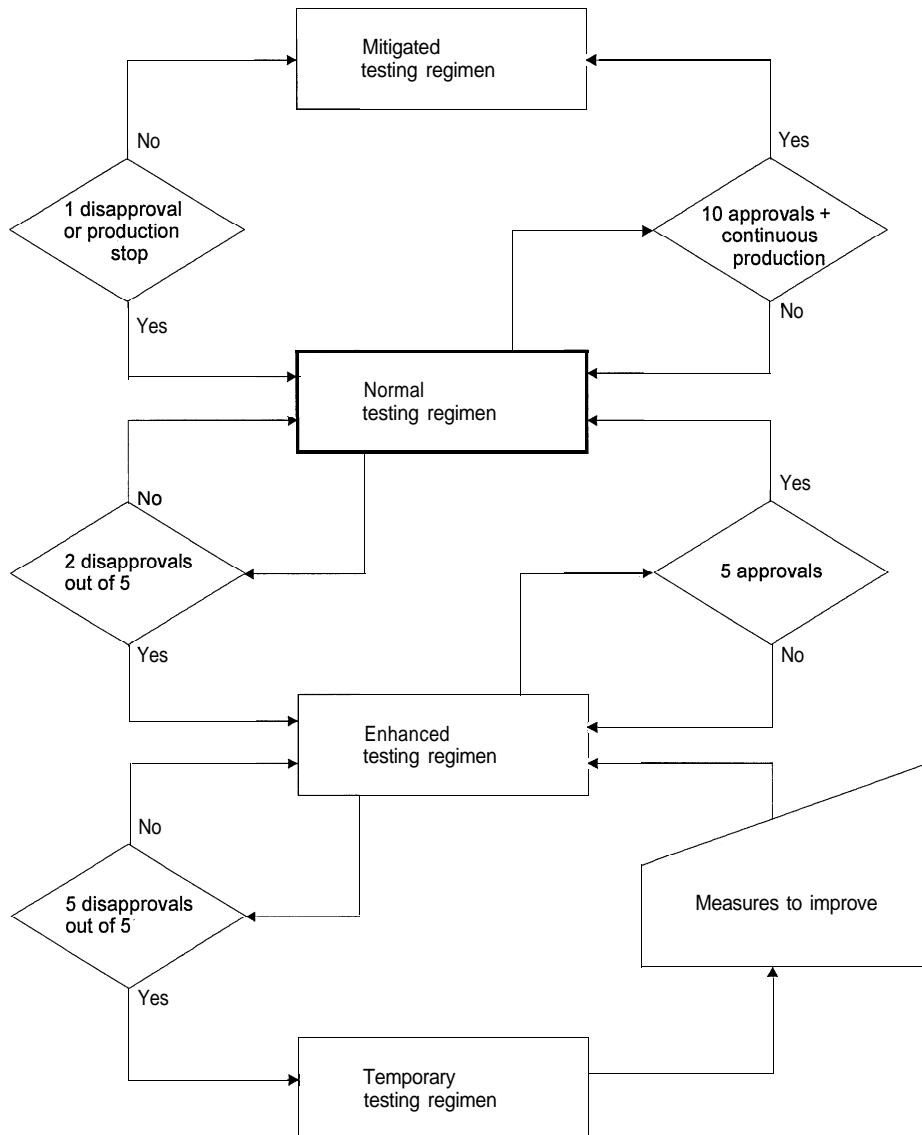 Mitigated
testing regimen
No
Yes
1 disapproval
or production
stop
10 approvals +
continuous
production
Yes
No
Normal
testing regimen
No
Yes
2 disapprovals
out of 5
5 approvals
Yes
No
Enhanced
testing regimen
No
5 disapprovals
out of 5
Measures to improve
Yes
Temporary
testing regimen